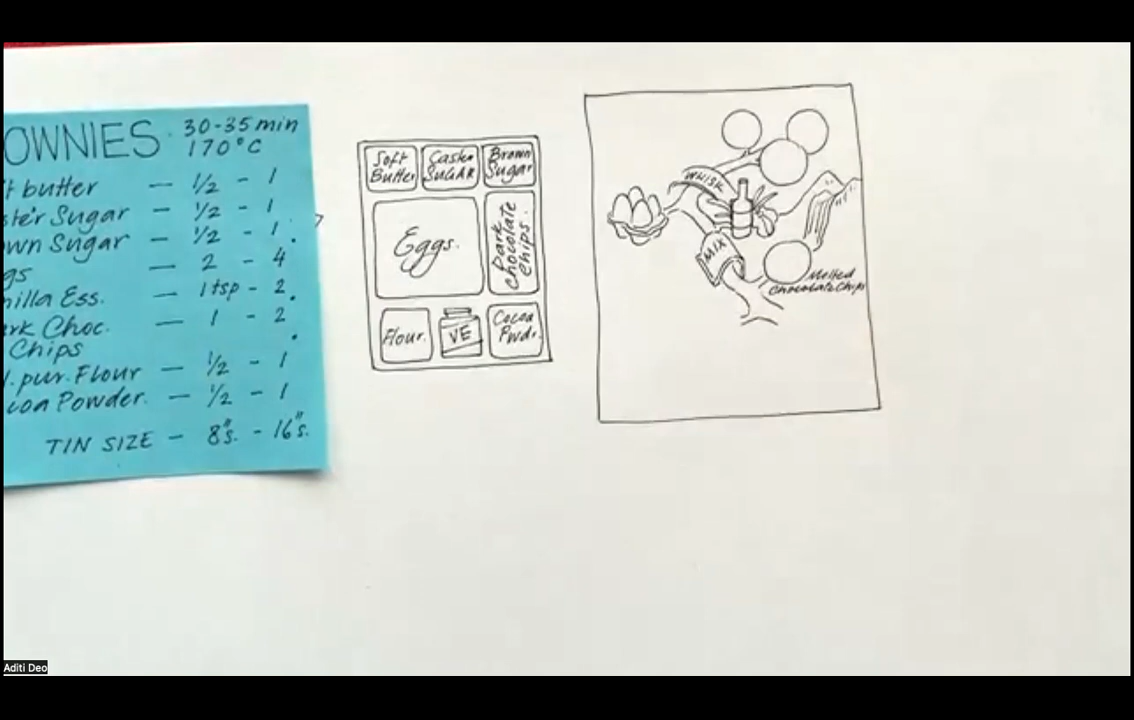 OWNIES 30-35 min
170°C
t butter — 1/2 - 1
ster Sugar — 1/2 - 1
wn Sugar — 1/2 - 1.
gs — 2 - 4
nilla Ess. — 1 tsp - 2.
rk Choc. — 1 - 2
Chips
l. pur. Flour — 1/2 - 1
coa Powder. — 1/2 - 1
TIN SIZE — 8"s. - 16"s.
Soft
Butter
Caster
SUGAR
Brown
Sugar
Eggs.
Dark
chocolate
Chips.
Flour.
VE
Cocoa
Pwdr.
WHISK
MIX
Melted
chocolate chips
Aditi Deo